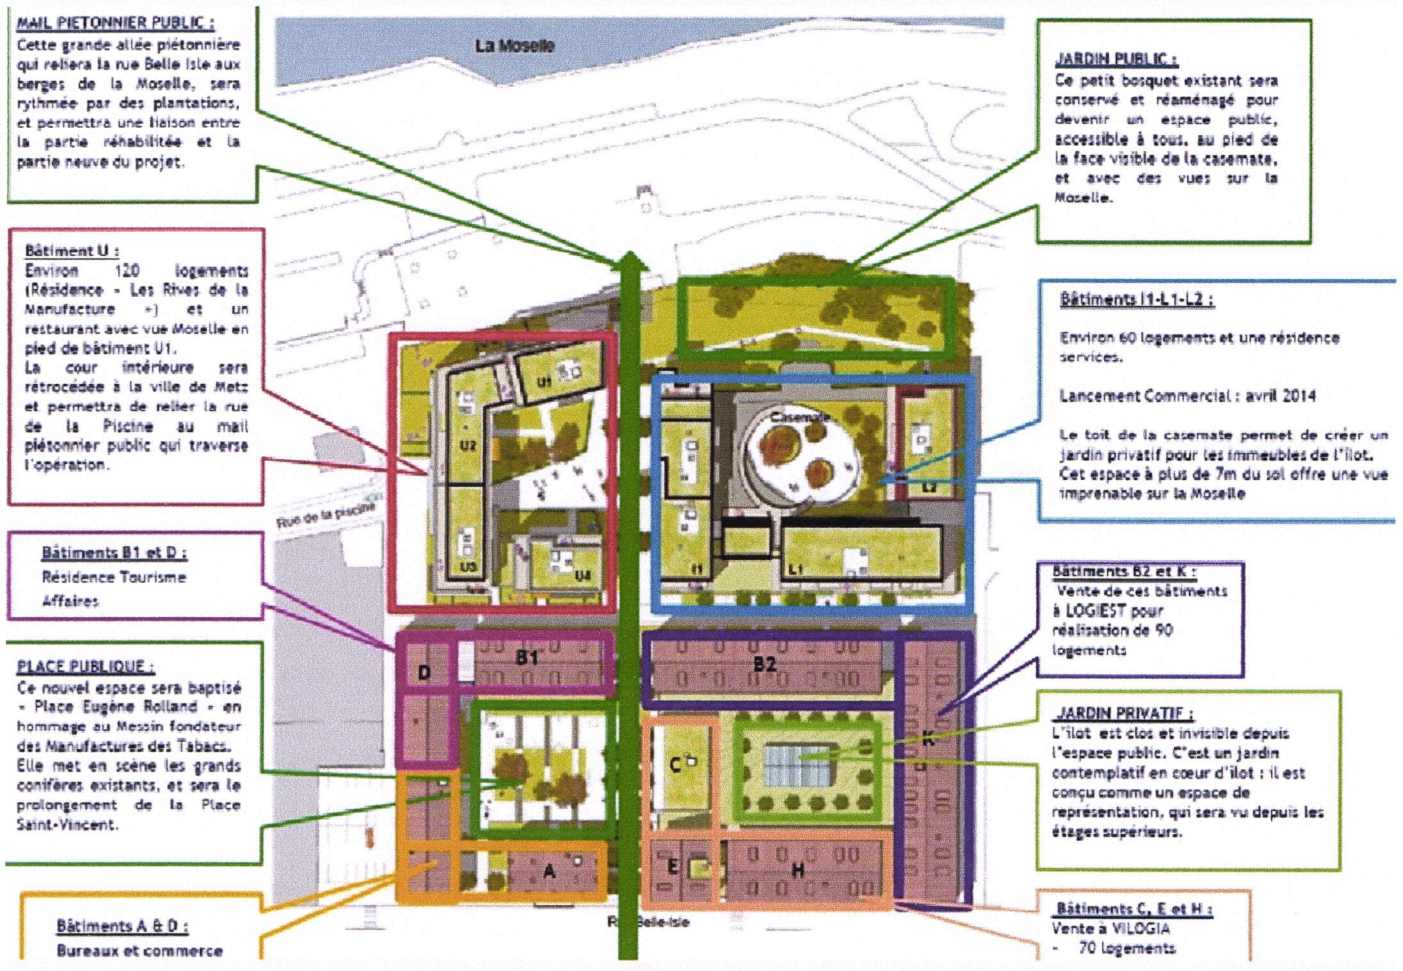 MAIL PIETONNIER PUBLIC :
Cette grande allée piétonnière
qui reliera la rue Belle Isle aux
berges de la Moselle, sera
rythmée par des plantations,
et permettra une liaison entre
la partie réhabilitée et la
partie neuve du projet.
La Moselle
JARDIN PUBLIC :
Ce petit bosquet existant sera
conservé et réaménagé pour
devenir un espace public,
accessible à tous, au pied de
la face visible de la casemate,
et avec des vues sur la
Moselle.
Bâtiment U :
Environ 120 logements
(Résidence « Les Rives de la
Manufacture ») et un
restaurant avec vue Moselle en
pied de bâtiment U1.
La cour intérieure sera
rétrocédée à la ville de Metz
et permettra de relier la rue
de la Piscine au mail
piétonnier public qui traverse
l'opération.
Bâtiments I1-L1-L2 :
Environ 60 logements et une résidence
services.
Lancement Commercial : avril 2014
Le toit de la casemate permet de créer un
jardin privatif pour les immeubles de l'îlot.
Cet espace à plus de 7m du sol offre une vue
imprenable sur la Moselle
U1
U2
U3
U4
Casemate
L2
I1
L1
Rue de la piscine
Bâtiments B1 et D :
Résidence Tourisme
Affaires
Bâtiments B2 et K :
Vente de ces bâtiments
à LOGIEST pour
réalisation de 90
logements
D
B1
B2
K
C
PLACE PUBLIQUE :
Ce nouvel espace sera baptisé
« Place Eugène Rolland » en
hommage au Messin fondateur
des Manufactures des Tabacs.
Elle met en scène les grands
conifères existants, et sera le
prolongement de la Place
Saint-Vincent.
JARDIN PRIVATIF :
L'îlot est clos et invisible depuis
l'espace public. C'est un jardin
contemplatif en cœur d'îlot : il est
conçu comme un espace de
représentation, qui sera vu depuis les
étages supérieurs.
A
E
H
Belle-Isle
Bâtiments A & D :
Bureaux et commerce
Bâtiments C, E et H :
Vente à VILOGIA
- 70 logements